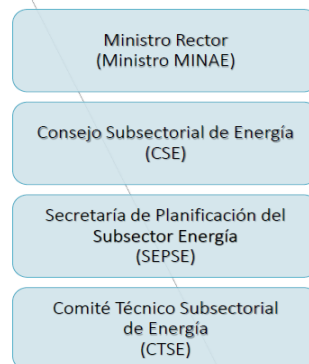 Ministro Rector
(Ministro MINAE)
Consejo Subsectorial de Energía
(CSE)
Secretaría de Planificación del
Subsector Energía
(SEPSE)
Comité Técnico Subsectorial
de Energía
(CTSE)